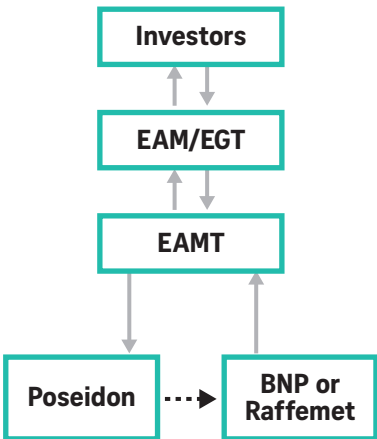 Investors
EAM/EGT
EAMT
Poseidon
BNP or
Raffemet